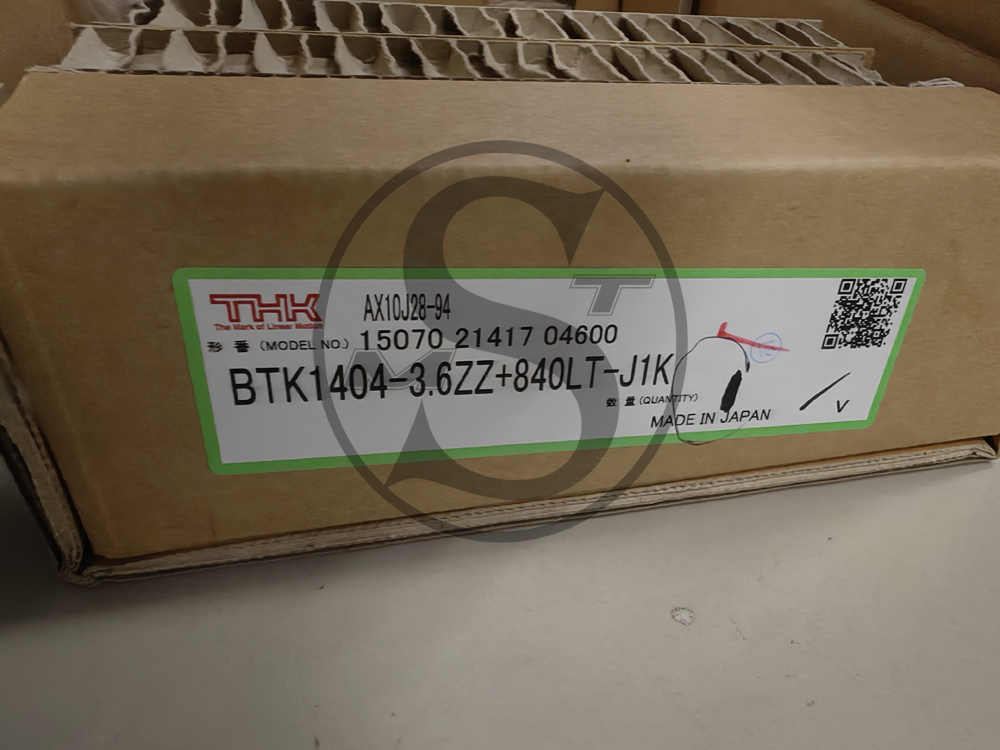 THK
The Mark of Linear Motion
AX10J28-94
形 番 (MODEL NO.) 15070 21417 04600
BTK1404-3.6ZZ+840LT-J1K
数 量 (QUANTITY)
MADE IN JAPAN
V
MST